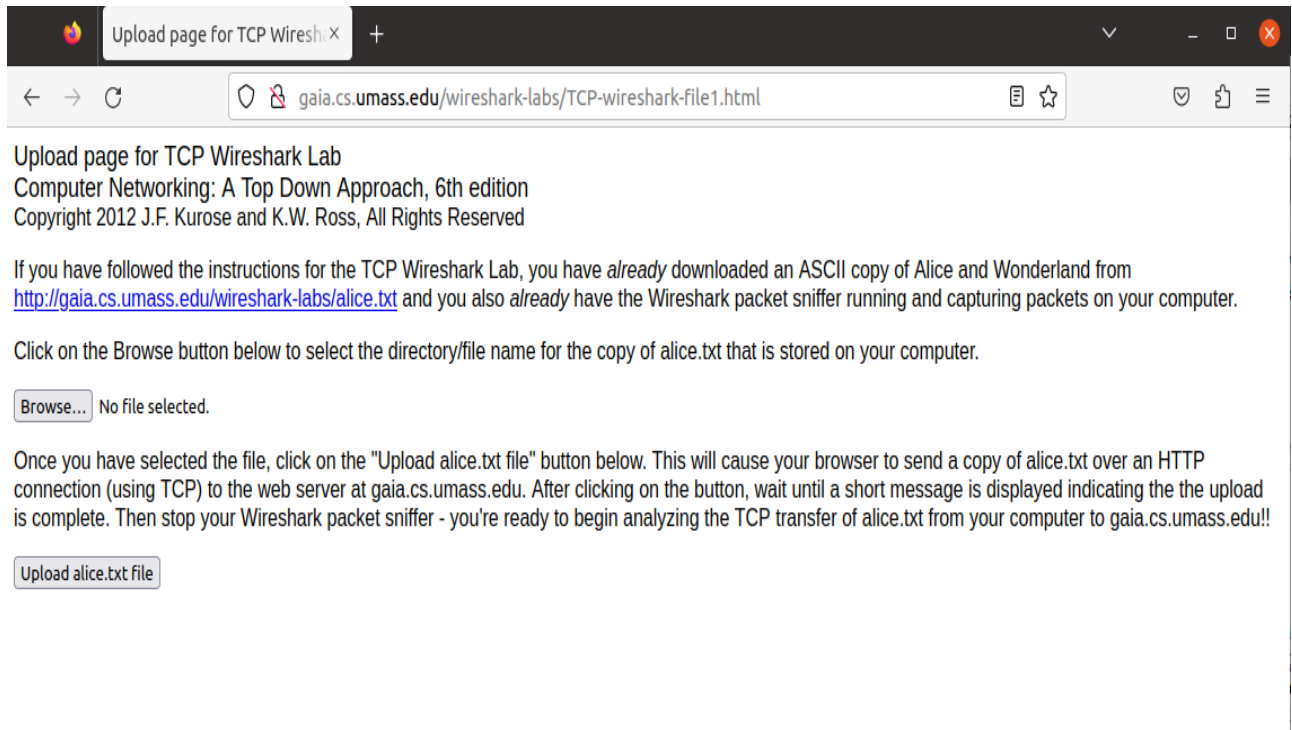 Upload page for TCP Wiresha
gaia.cs.umass.edu/wireshark-labs/TCP-wireshark-file1.html
Upload page for TCP Wireshark Lab
Computer Networking: A Top Down Approach, 6th edition
Copyright 2012 J.F. Kurose and K.W. Ross, All Rights Reserved
If you have followed the instructions for the TCP Wireshark Lab, you have already downloaded an ASCII copy of Alice and Wonderland from
http://gaia.cs.umass.edu/wireshark-labs/alice.txt and you also already have the Wireshark packet sniffer running and capturing packets on your computer.
Click on the Browse button below to select the directory/file name for the copy of alice.txt that is stored on your computer.
Browse... No file selected.
Once you have selected the file, click on the "Upload alice.txt file" button below. This will cause your browser to send a copy of alice.txt over an HTTP
connection (using TCP) to the web server at gaia.cs.umass.edu. After clicking on the button, wait until a short message is displayed indicating the the upload
is complete. Then stop your Wireshark packet sniffer - you're ready to begin analyzing the TCP transfer of alice.txt from your computer to gaia.cs.umass.edu!!
Upload alice.txt file